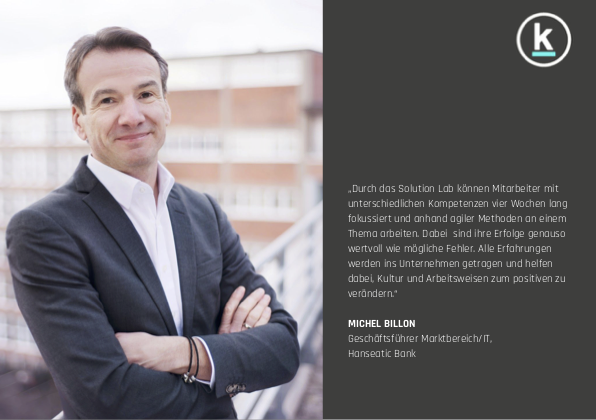 k
„Durch das Solution Lab können Mitarbeiter mit
unterschiedlichen Kompetenzen vier Wochen lang
fokussiert und anhand agiler Methoden an einem
Thema arbeiten. Dabei  sind ihre Erfolge genauso
wertvoll wie mögliche Fehler. Alle Erfahrungen
werden ins Unternehmen getragen und helfen
dabei, Kultur und Arbeitsweisen zum positiven zu
verändern.“
MICHEL BILLON
Geschäftsführer Marktbereich/IT,
Hanseatic Bank